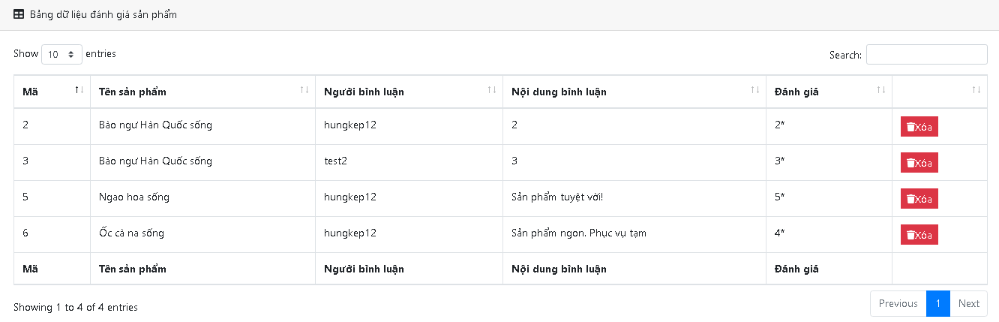 Bảng dữ liệu đánh giá sản phẩm
Show 10 entries Search:
Mã Tên sản phẩm Người bình luận Nội dung bình luận Đánh giá
2 Bào ngư Hàn Quốc sống hungkep12 2 2* Xóa
3 Bào ngư Hàn Quốc sống test2 3 3* Xóa
5 Ngao hoa sống hungkep12 Sản phẩm tuyệt vời! 5* Xóa
6 Ốc cà na sống hungkep12 Sản phẩm ngon. Phục vụ tạm 4* Xóa
Mã Tên sản phẩm Người bình luận Nội dung bình luận Đánh giá
Showing 1 to 4 of 4 entries Previous 1 Next